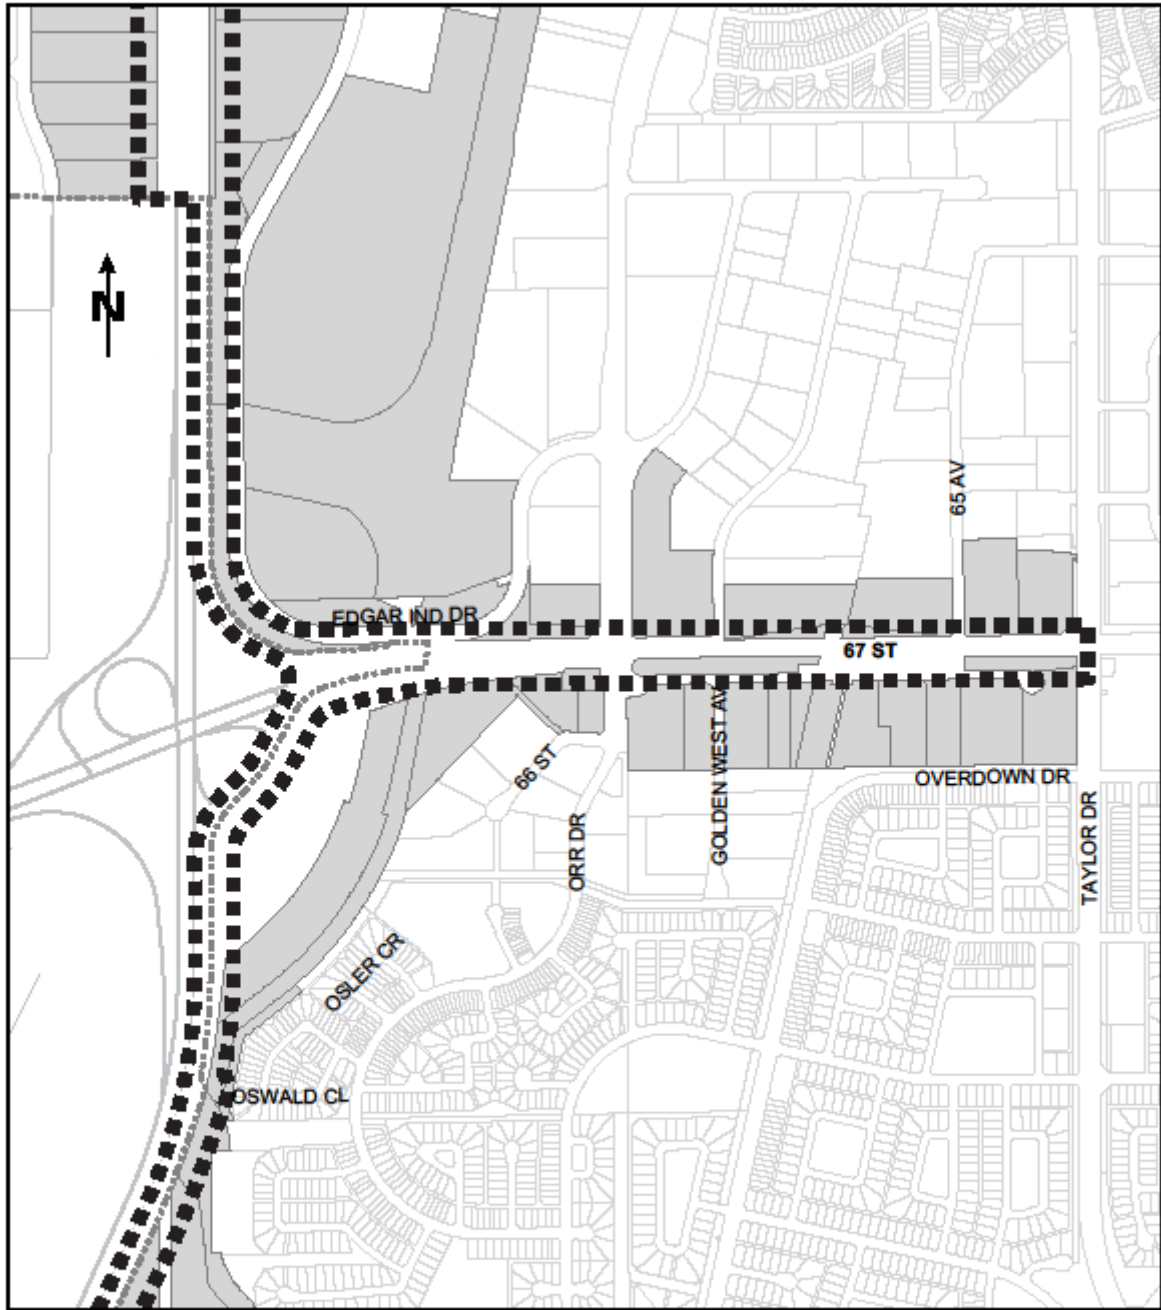 N
65 AV
EDGAR IND DR
67 ST
66 ST
GOLDEN WEST AV
OVERDOWN DR
ORR DR
TAYLOR DR
OSLER CR
OSWALD CL